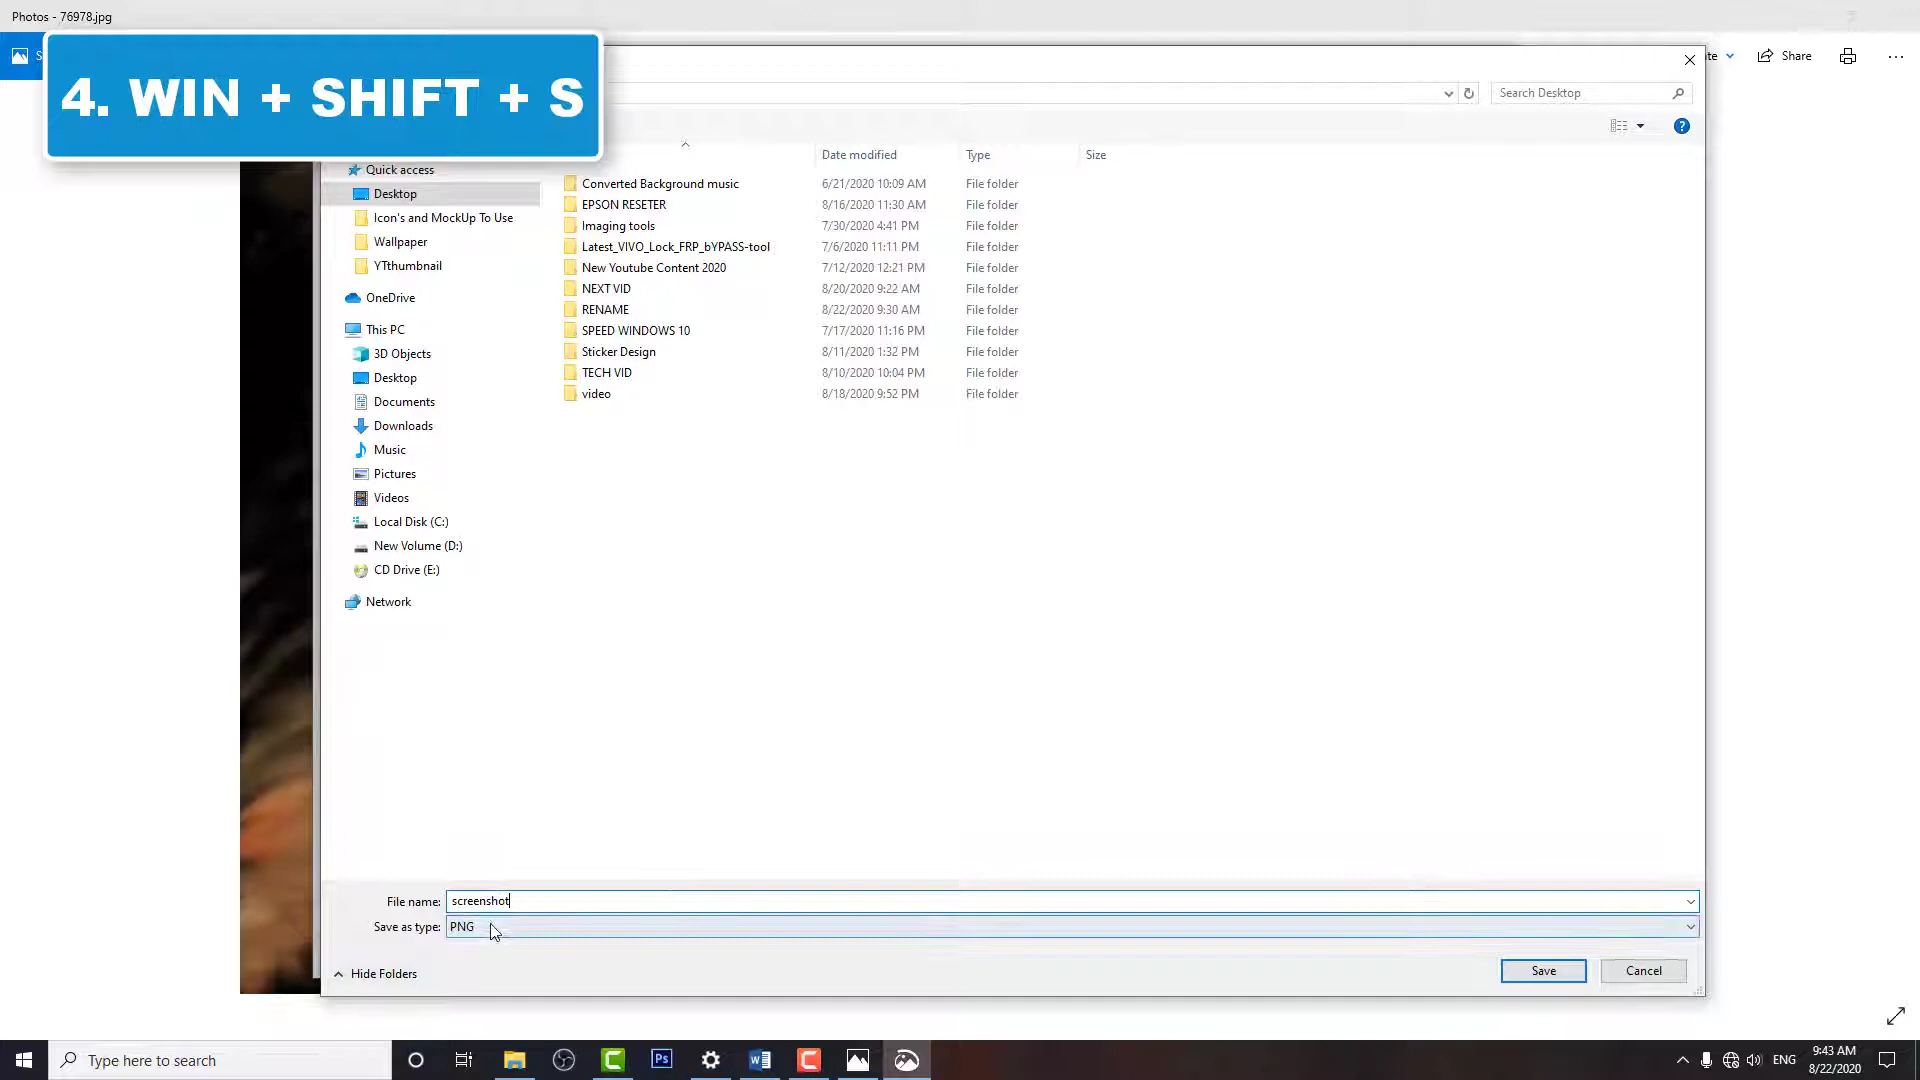 Photos - 76978.jpg
4. WIN + SHIFT + S
Share
Search Desktop
Date modified Type Size
Quick access
Desktop
Icon's and MockUp To Use
Wallpaper
YTthumbnail
OneDrive
This PC
3D Objects
Desktop
Documents
Downloads
Music
Pictures
Videos
Local Disk (C:)
New Volume (D:)
CD Drive (E:)
Network
Converted Background music 6/21/2020 10:09 AM File folder
EPSON RESETER 8/16/2020 11:30 AM File folder
Imaging tools 7/30/2020 4:41 PM File folder
Latest_VIVO_Lock_FRP_bYPASS-tool 7/6/2020 11:11 PM File folder
New Youtube Content 2020 7/12/2020 12:21 PM File folder
NEXT VID 8/20/2020 9:22 AM File folder
RENAME 8/22/2020 9:30 AM File folder
SPEED WINDOWS 10 7/17/2020 11:16 PM File folder
Sticker Design 8/11/2020 1:32 PM File folder
TECH VID 8/10/2020 10:04 PM File folder
video 8/18/2020 9:52 PM File folder
File name: screenshot
Save as type: PNG
Hide Folders
Save Cancel
Type here to search
Ps
ENG
9:43 AM
8/22/2020